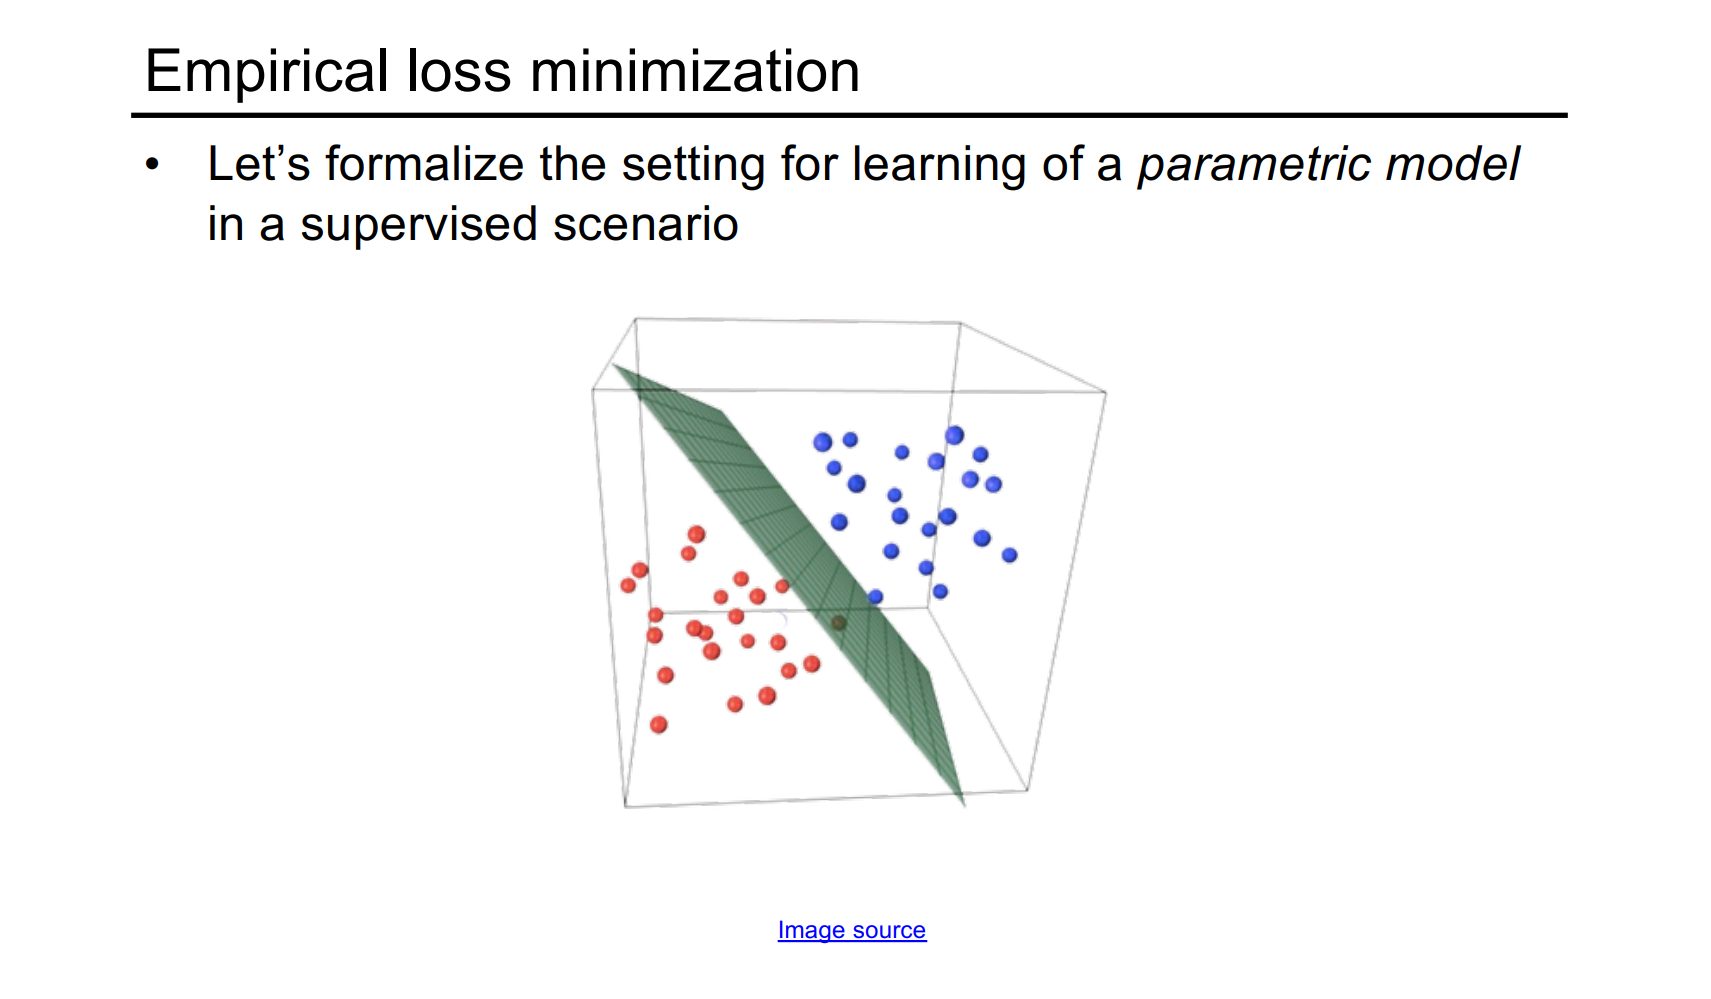 Empirical loss minimization
• Let’s formalize the setting for learning of a parametric model
in a supervised scenario
Image source